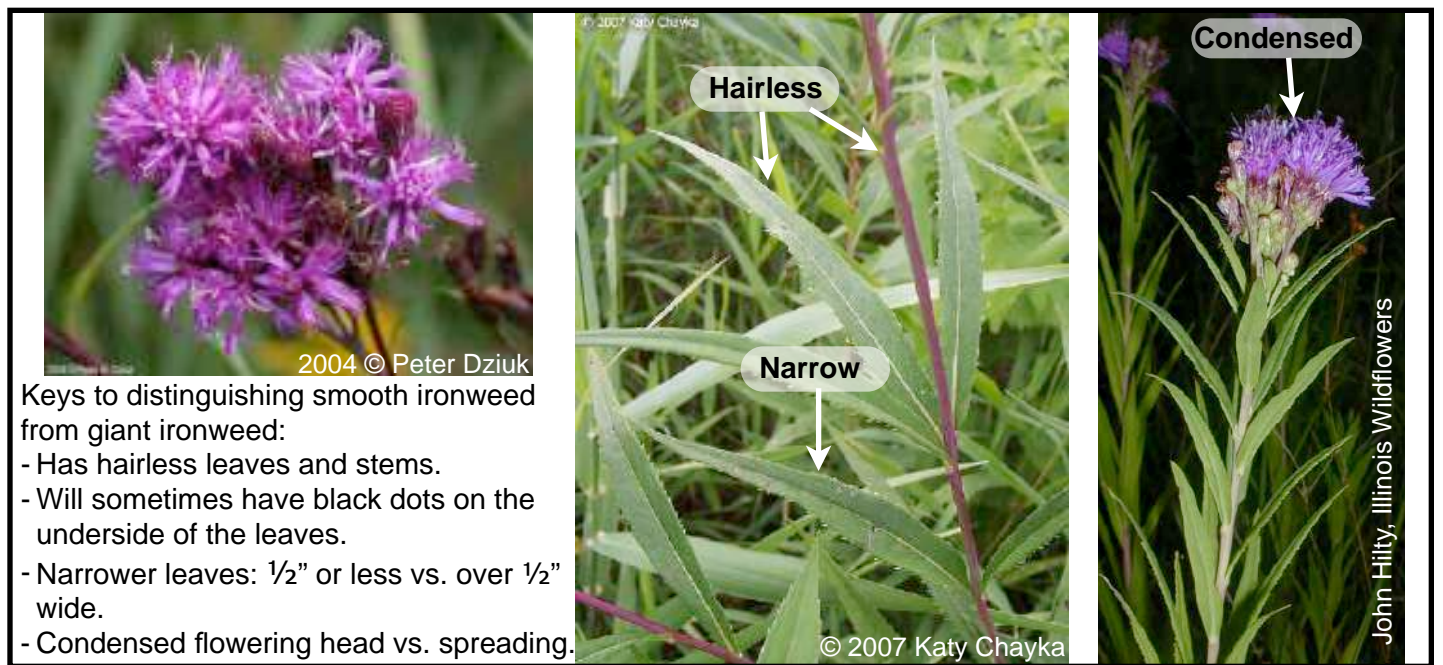 2004 © Peter Dziuk
Keys to distinguishing smooth ironweed
from giant ironweed:
- Has hairless leaves and stems.
- Will sometimes have black dots on the
underside of the leaves.
- Narrower leaves: ½” or less vs. over ½”
wide.
- Condensed flowering head vs. spreading.
© 2007 Katy Chayka
Hairless
Narrow
© 2007 Katy Chayka
Condensed
John Hilty, Illinois Wildflowers